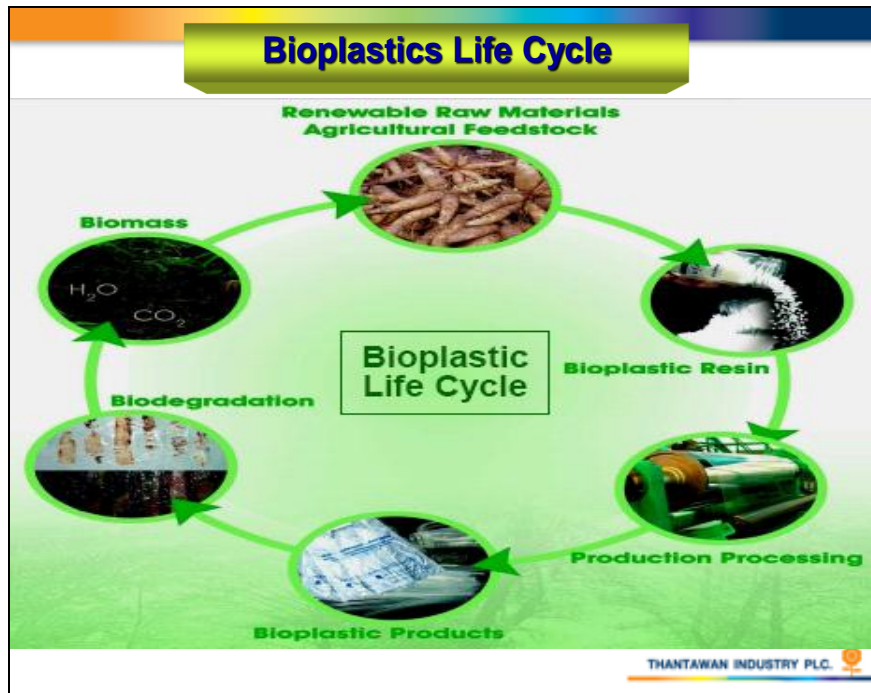 Bioplastics Life Cycle
Renewable Raw Materials
Agricultural Feedstock
Biomass
H₂O
CO₂
Bioplastic
Life Cycle
Bioplastic Resin
Biodegradation
Production Processing
Bioplastic Products
THANTAWAN INDUSTRY PLC.